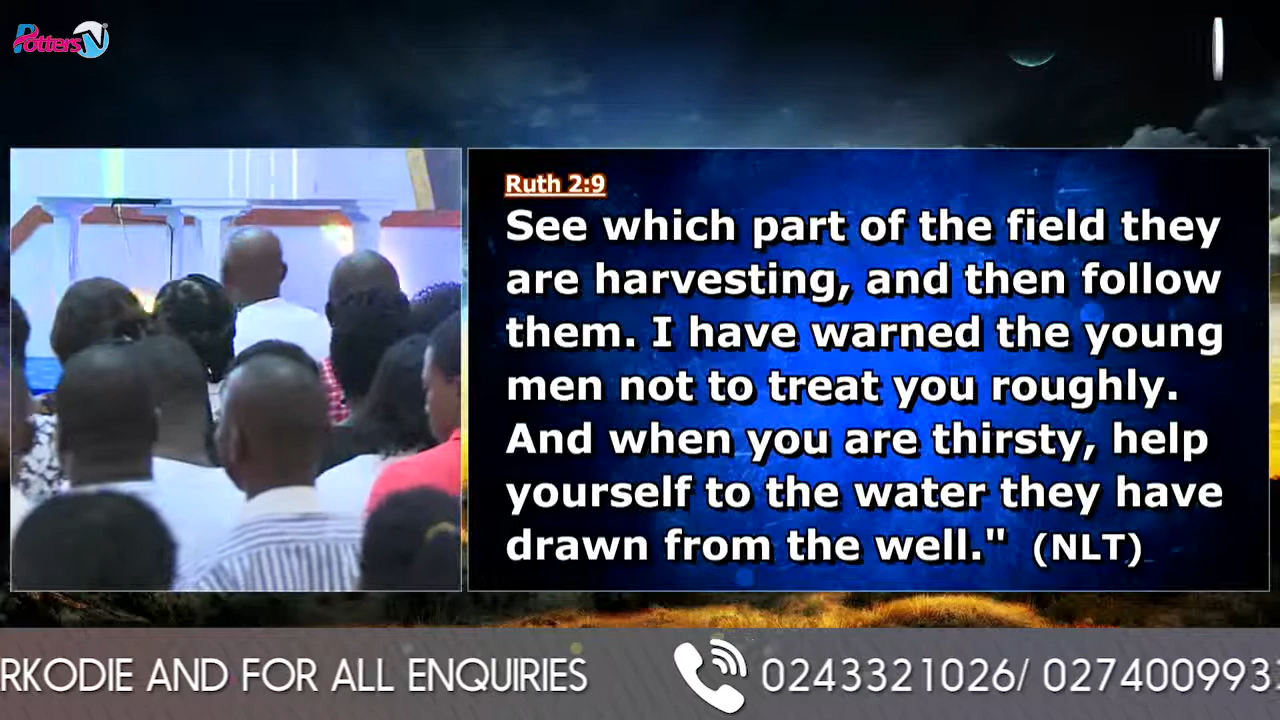 PottersTV
Ruth 2:9
See which part of the field they
are harvesting, and then follow
them. I have warned the young
men not to treat you roughly.
And when you are thirsty, help
yourself to the water they have
drawn from the well." (NLT)
RKODIE AND FOR ALL ENQUIRIES 0243321026/ 027400993